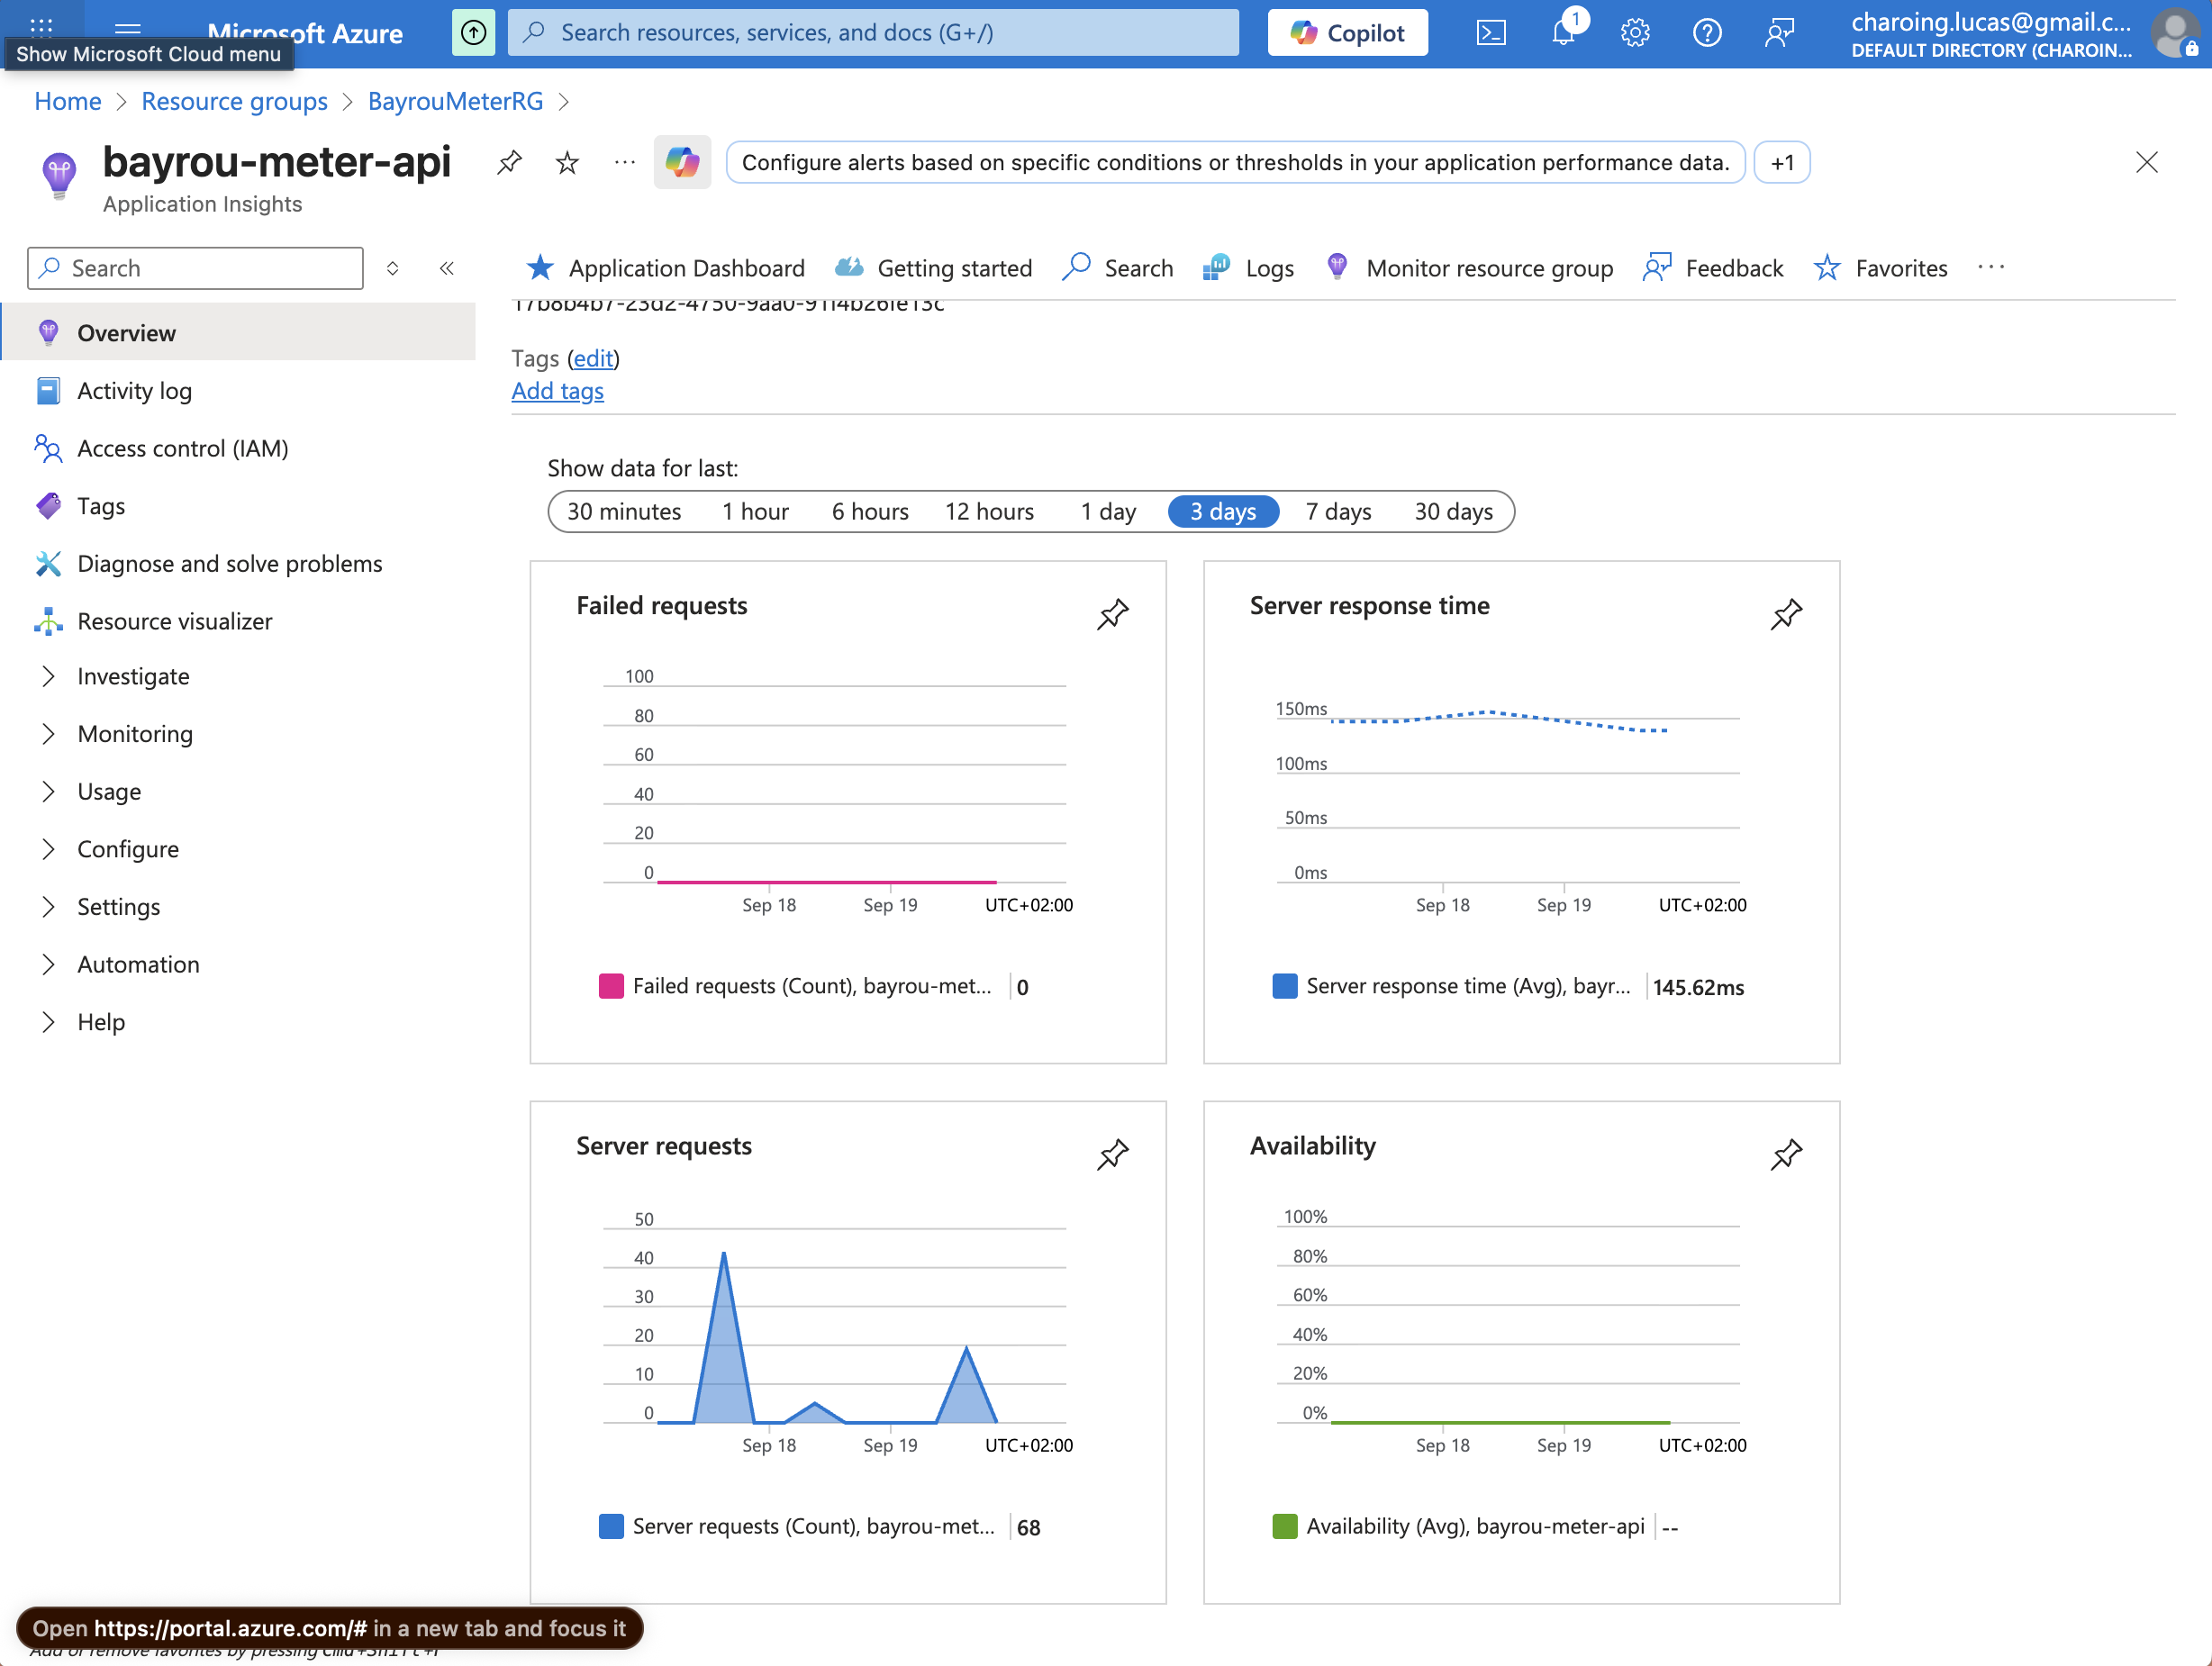 Microsoft Azure
Search resources, services, and docs (G+/)
Copilot
1
charoing.lucas@gmail.c...
DEFAULT DIRECTORY (CHAROIN...
Show Microsoft Cloud menu
Home > Resource groups > BayrouMeterRG >
bayrou-meter-api
Configure alerts based on specific conditions or thresholds in your application performance data.
+1
Application Insights
Search
Application Dashboard
Getting started
Search
Logs
Monitor resource group
Feedback
Favorites
Overview
Activity log
Access control (IAM)
Tags
Diagnose and solve problems
Resource visualizer
Investigate
Monitoring
Usage
Configure
Settings
Automation
Help
Tags (edit)
Add tags
Show data for last:
30 minutes
1 hour
6 hours
12 hours
1 day
3 days
7 days
30 days
Failed requests
100
80
60
40
20
0
Sep 18
Sep 19
UTC+02:00
Failed requests (Count), bayrou-met...
0
Server response time
150ms
100ms
50ms
0ms
Sep 18
Sep 19
UTC+02:00
Server response time (Avg), bayr...
145.62ms
Server requests
50
40
30
20
10
0
Sep 18
Sep 19
UTC+02:00
Server requests (Count), bayrou-met...
68
Availability
100%
80%
60%
40%
20%
0%
Sep 18
Sep 19
UTC+02:00
Availability (Avg), bayrou-meter-api
--
Open https://portal.azure.com/# in a new tab and focus it
Add or remove favorites by pressing Cmd+Shift+F